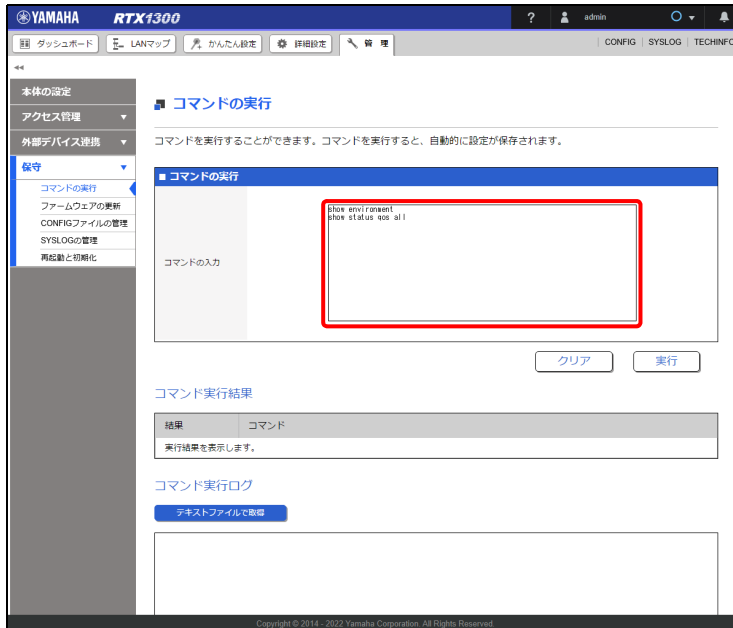 YAMAHA RTX1300 ? admin
ダッシュボード LANマップ かんたん設定 詳細設定 管理 CONFIG SYSLOG TECHINFO
本体の設定
アクセス管理
外部デバイス連携
保守
コマンドの実行
ファームウェアの更新
CONFIGファイルの管理
SYSLOGの管理
再起動と初期化
コマンドの実行
コマンドを実行することができます。コマンドを実行すると、自動的に設定が保存されます。
■ コマンドの実行
コマンドの入力
show environment
show status qos all
クリア 実行
コマンド実行結果
結果 コマンド
実行結果を表示します。
コマンド実行ログ
テキストファイルで取得
Copyright © 2014 - 2022 Yamaha Corporation. All Rights Reserved.